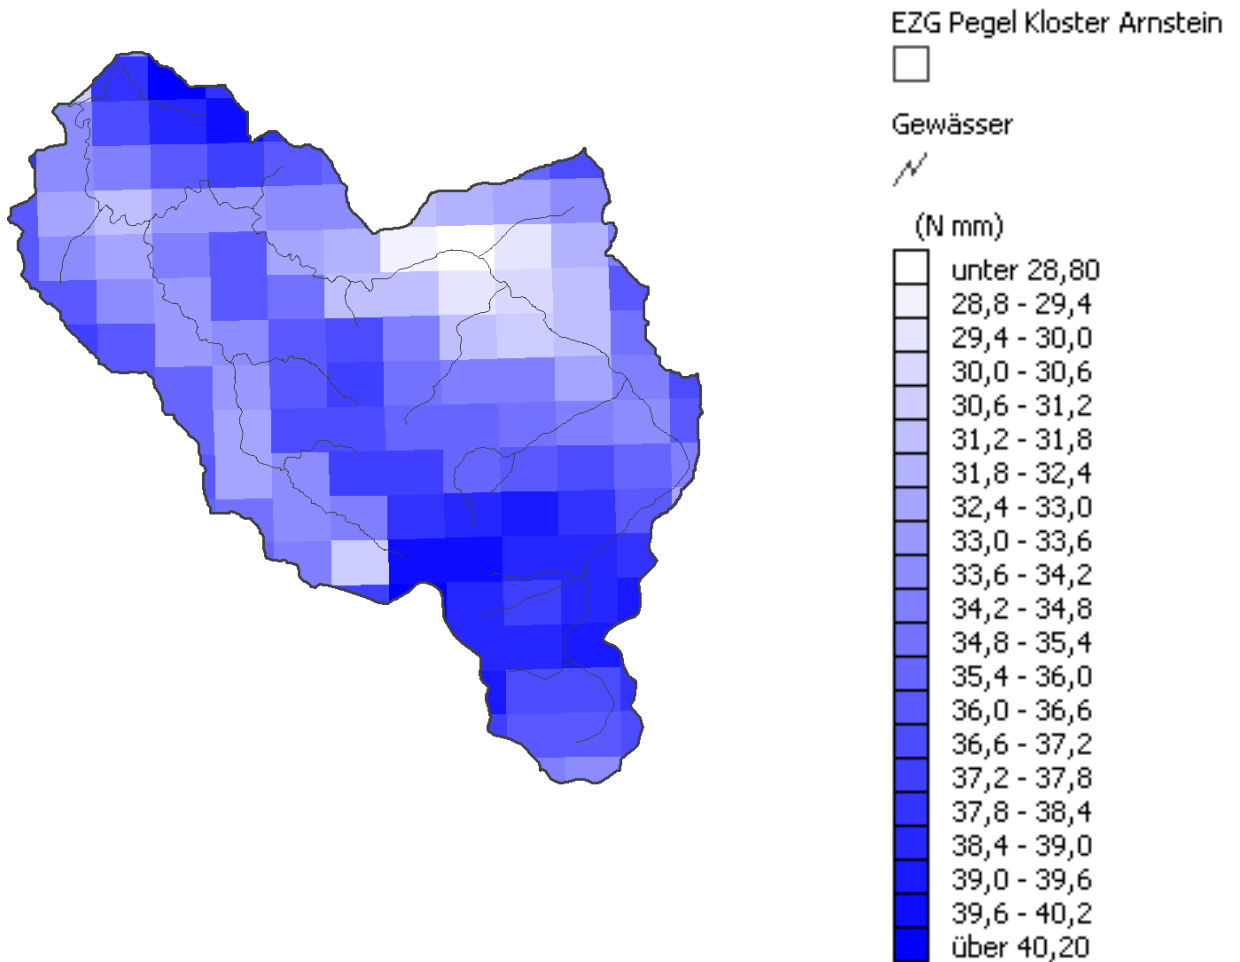 EZG Pegel Kloster Arnstein
Gewässer
(N mm)
unter 28,80
28,8 - 29,4
29,4 - 30,0
30,0 - 30,6
30,6 - 31,2
31,2 - 31,8
31,8 - 32,4
32,4 - 33,0
33,0 - 33,6
33,6 - 34,2
34,2 - 34,8
34,8 - 35,4
35,4 - 36,0
36,0 - 36,6
36,6 - 37,2
37,2 - 37,8
37,8 - 38,4
38,4 - 39,0
39,0 - 39,6
39,6 - 40,2
über 40,20